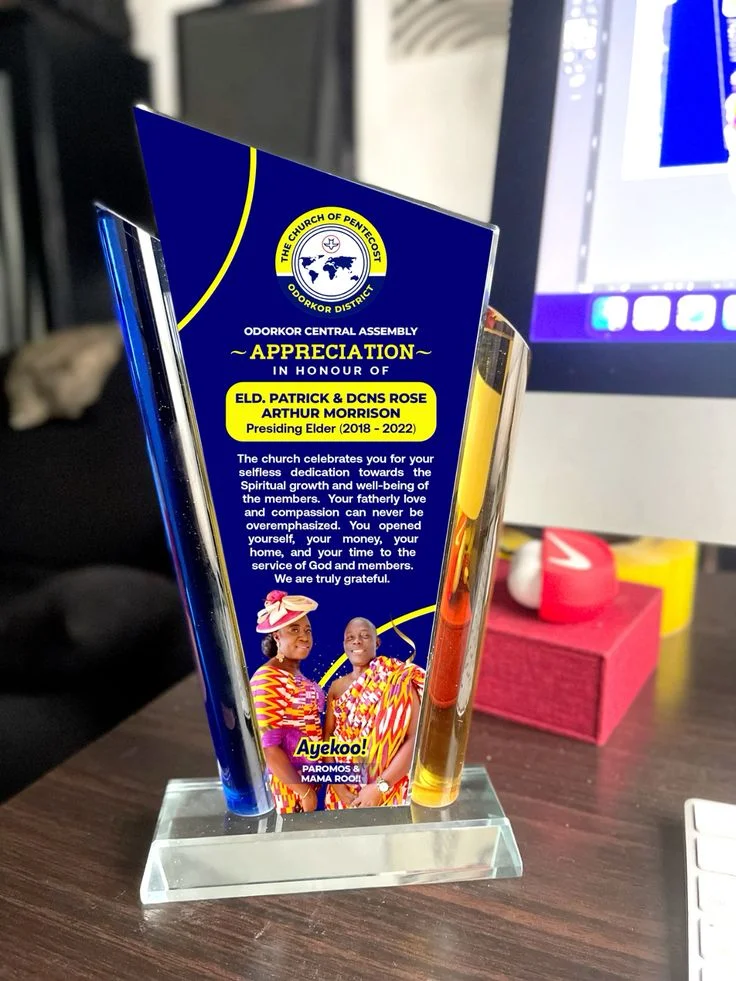 THE CHURCH OF PENTECOST
ODORKOR DISTRICT
ODORKOR CENTRAL ASSEMBLY
~APPRECIATION~
IN HONOUR OF
ELD. PATRICK & DCNS ROSE
ARTHUR MORRISON
Presiding Elder (2018 - 2022)
The church celebrates you for your
selfless dedication towards the
Spiritual growth and well-being of
the members. Your fatherly love
and compassion can never be
overemphasized. You opened
yourself, your money, your
home, and your time to the
service of God and members.
We are truly grateful.
Ayekoo!
PAROMOS &
MAMA ROO!!